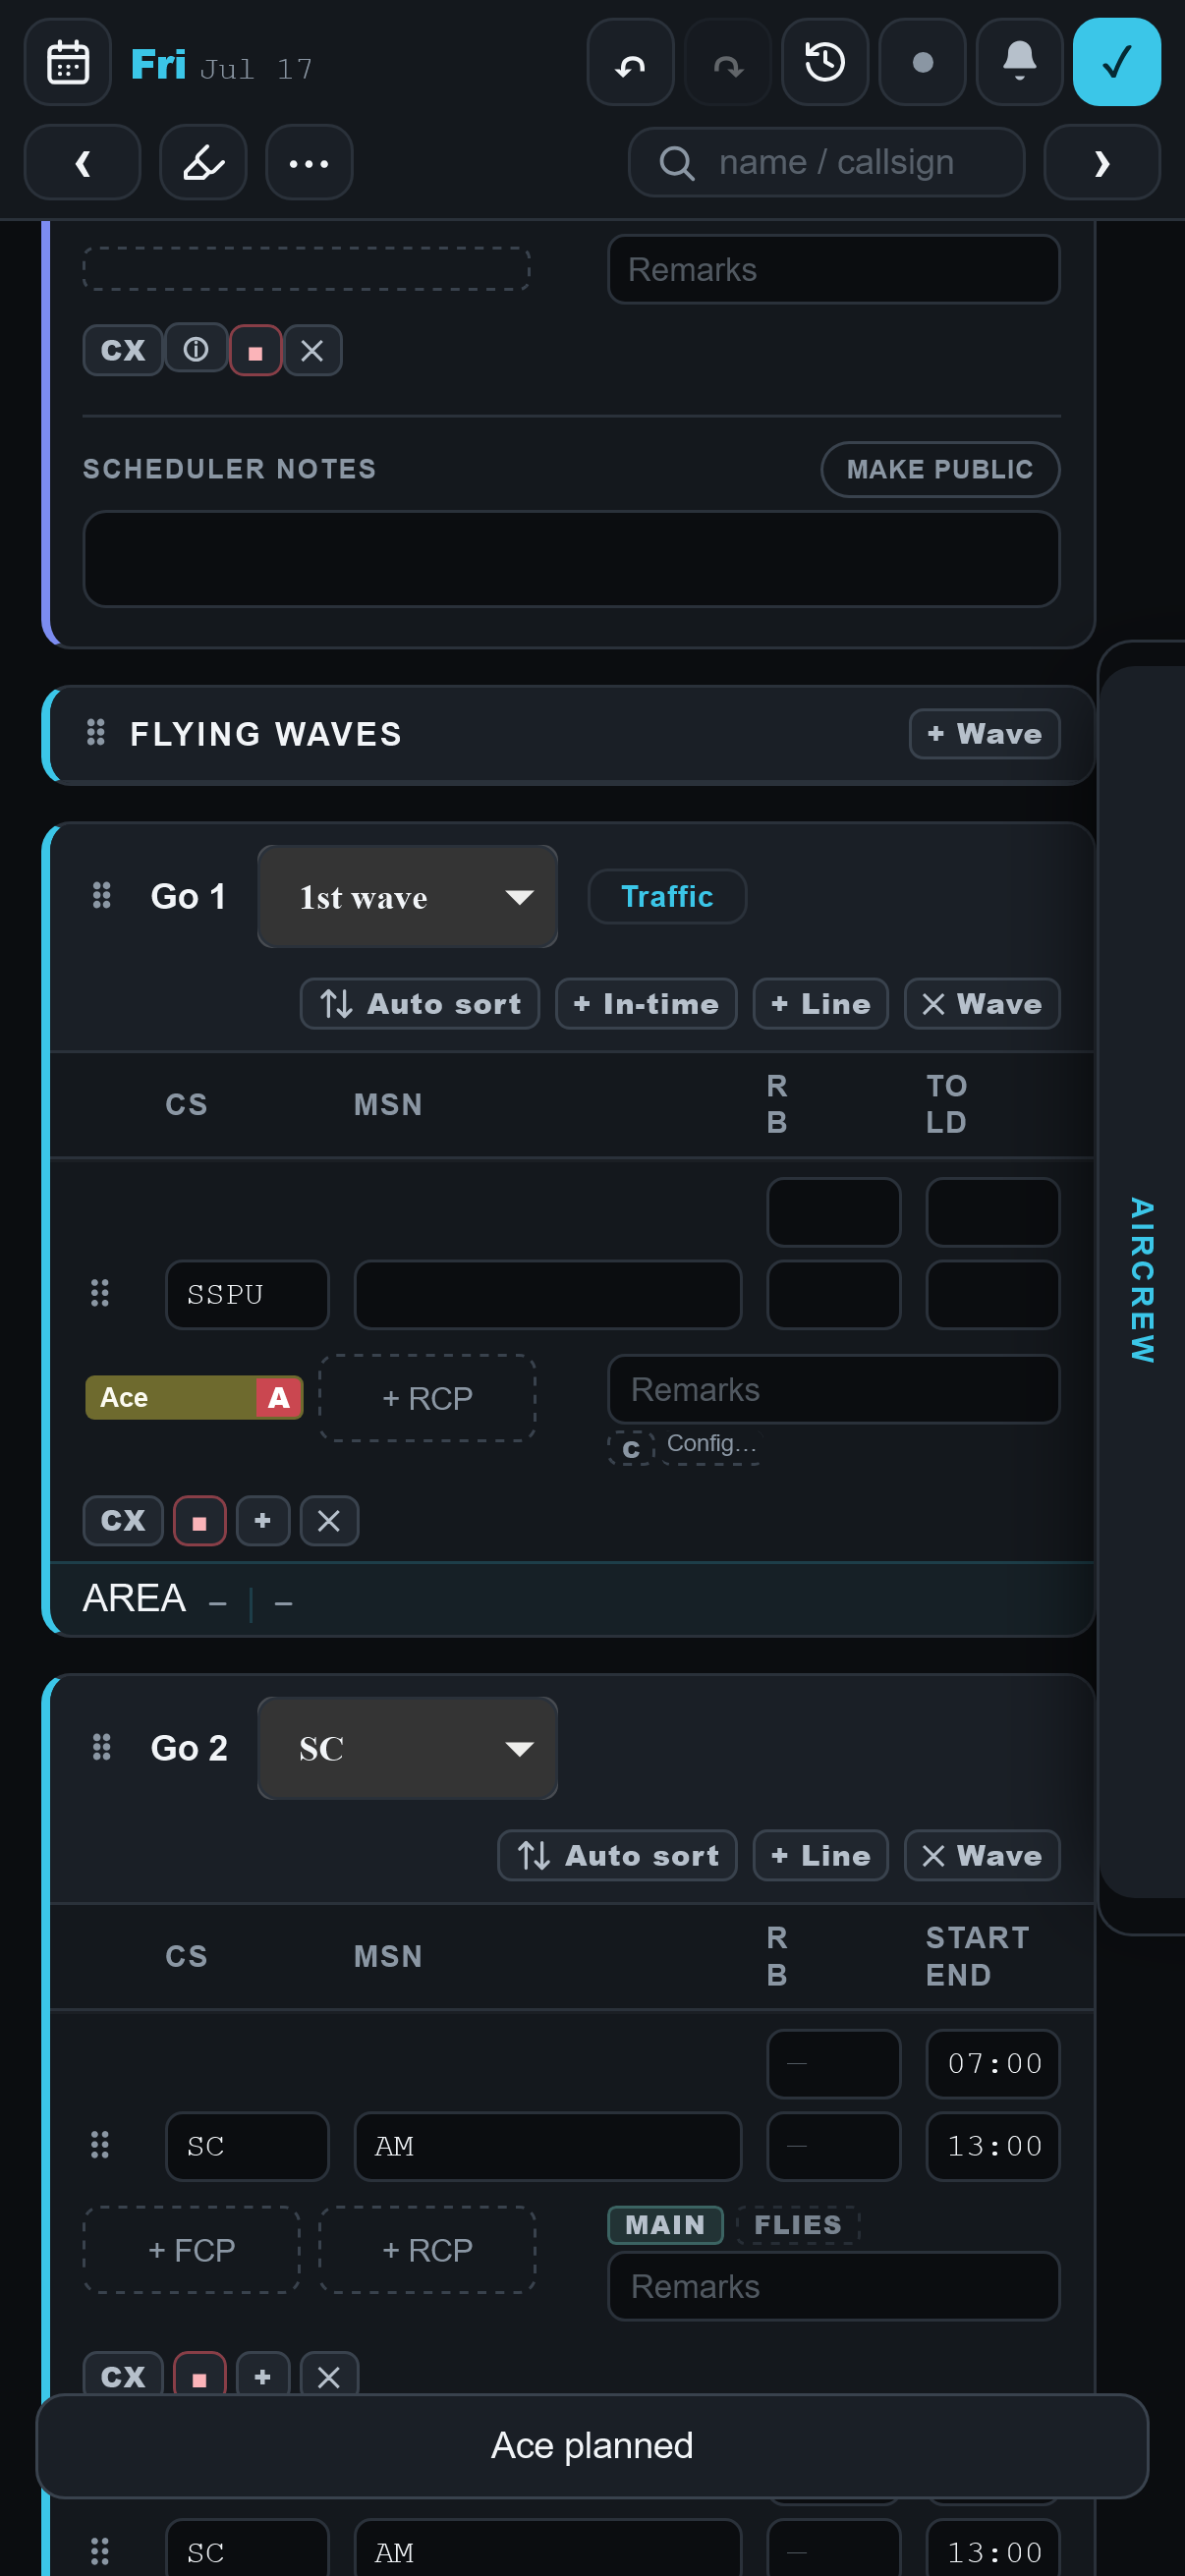 Fri Jul 17
name / callsign
Remarks
CX
SCHEDULER NOTES
MAKE PUBLIC
FLYING WAVES
+ Wave
Go 1
1st wave
Traffic
Auto sort
+ In-time
+ Line
× Wave
CS
MSN
R
B
TO
LD
SSPU
Ace A
+ RCP
Remarks
C
Config...
CX
+
AREA – | –
AIRCREW
Go 2
SC
Auto sort
+ Line
× Wave
CS
MSN
R
B
START
END
— 07:00
SC
AM
— 13:00
+ FCP
+ RCP
MAIN
FLIES
Remarks
CX
+
Ace planned
SC
AM
— 13:00